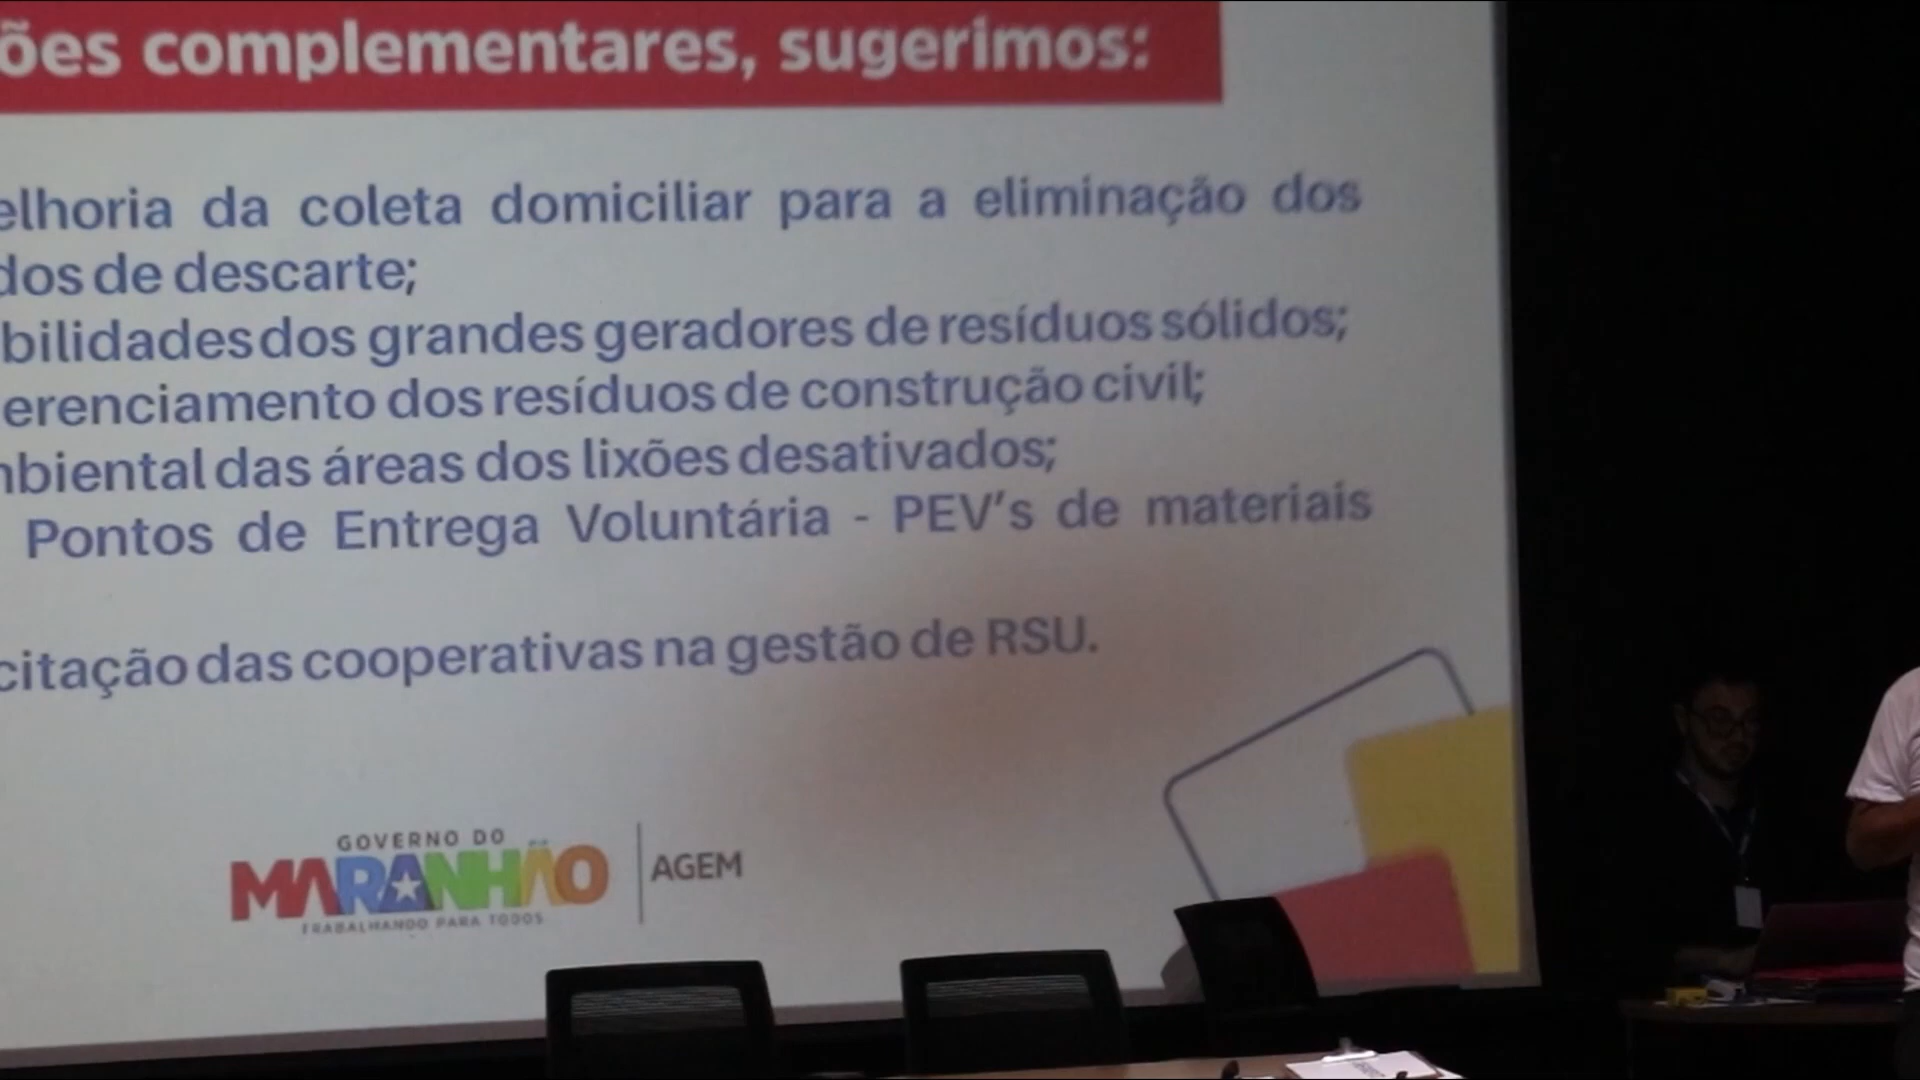 ões complementares, sugerimos:
elhoria da coleta domiciliar para a eliminação dos
dos de descarte;
bilidades dos grandes geradores de resíduos sólidos;
erenciamento dos resíduos de construção civil;
mbiental das áreas dos lixões desativados;
Pontos de Entrega Voluntária - PEV's de materiais
citação das cooperativas na gestão de RSU.
GOVERNO DO
MARANHÃO
TRABALHANDO PARA TODOS
AGEM